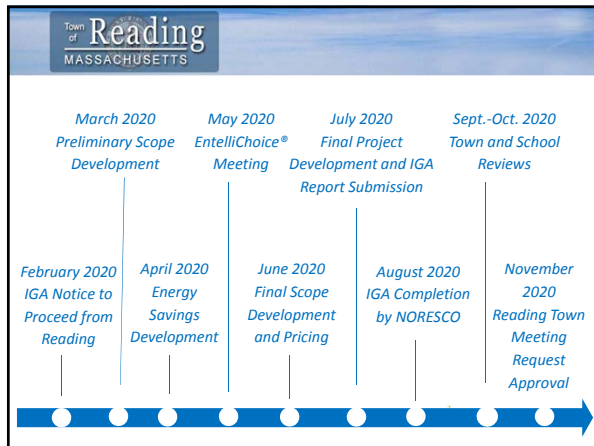 Town
of
Reading
MASSACHUSETTS
March 2020
Preliminary Scope
Development
May 2020
EntelliChoice®
Meeting
July 2020
Final Project
Development and IGA
Report Submission
Sept.-Oct. 2020
Town and School
Reviews
February 2020
IGA Notice to
Proceed from
Reading
April 2020
Energy
Savings
Development
June 2020
Final Scope
Development
and Pricing
August 2020
IGA Completion
by NORESCO
November
2020
Reading Town
Meeting
Request
Approval